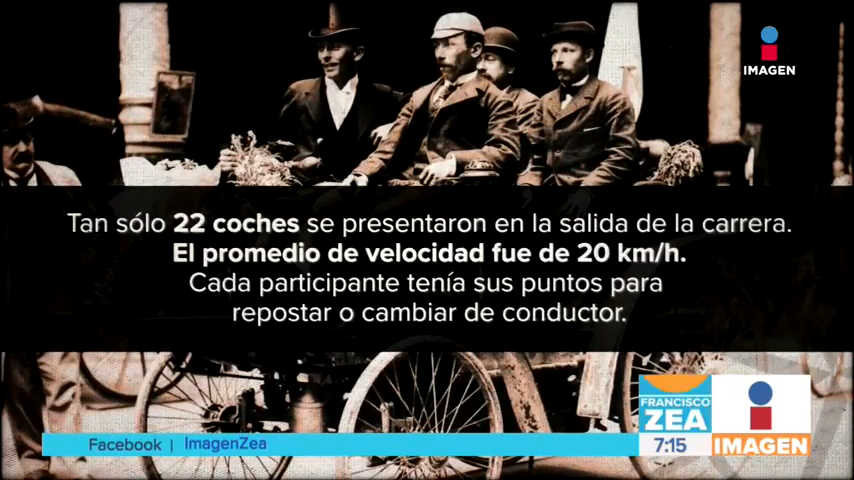 IMAGEN
Tan sólo 22 coches se presentaron en la salida de la carrera.
El promedio de velocidad fue de 20 km/h.
Cada participante tenía sus puntos para
repostar o cambiar de conductor.
Facebook | ImagenZea
FRANCISCO
ZEA
7:15
IMAGEN